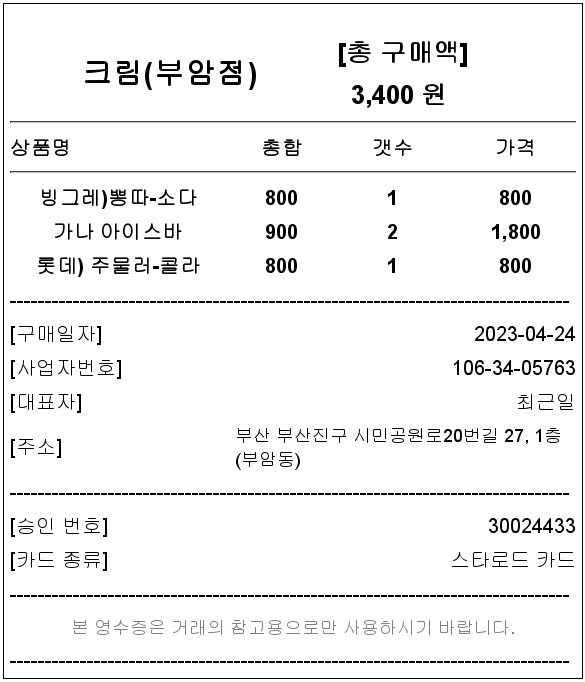 크림(부암점)
[총 구매액]
3,400 원
상품명 총합 갯수 가격
빙그레)뽕따-소다 800 1 800
가나 아이스바 900 2 1,800
롯데) 주물러-콜라 800 1 800
[구매일자] 2023-04-24
[사업자번호] 106-34-05763
[대표자] 최근일
[주소] 부산 부산진구 시민공원로20번길 27, 1층
(부암동)
[승인 번호] 30024433
[카드 종류] 스타로드 카드
본 영수증은 거래의 참고용으로만 사용하시기 바랍니다.